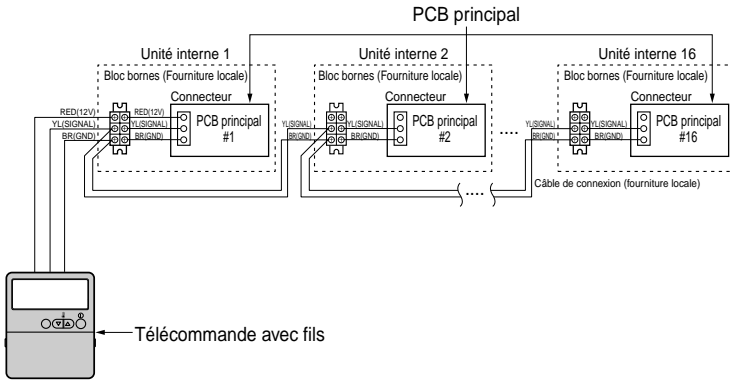 PCB principal
Unité interne 1
Unité interne 2
Unité interne 16
Bloc bornes (Fourniture locale)
Bloc bornes (Fourniture locale)
Bloc bornes (Fourniture locale)
Connecteur
Connecteur
Connecteur
RED(12V)
RED(12V)
YL(SIGNAL)
YL(SIGNAL)
BR(GND)
BR(GND)
PCB principal
#1
YL(SIGNAL)
YL(SIGNAL)
BR(GND)
BR(GND)
PCB principal
#2
....
YL(SIGNAL)
YL(SIGNAL)
BR(GND)
BR(GND)
PCB principal
#16
....
Câble de connexion (fourniture locale)
Télécommande avec fils